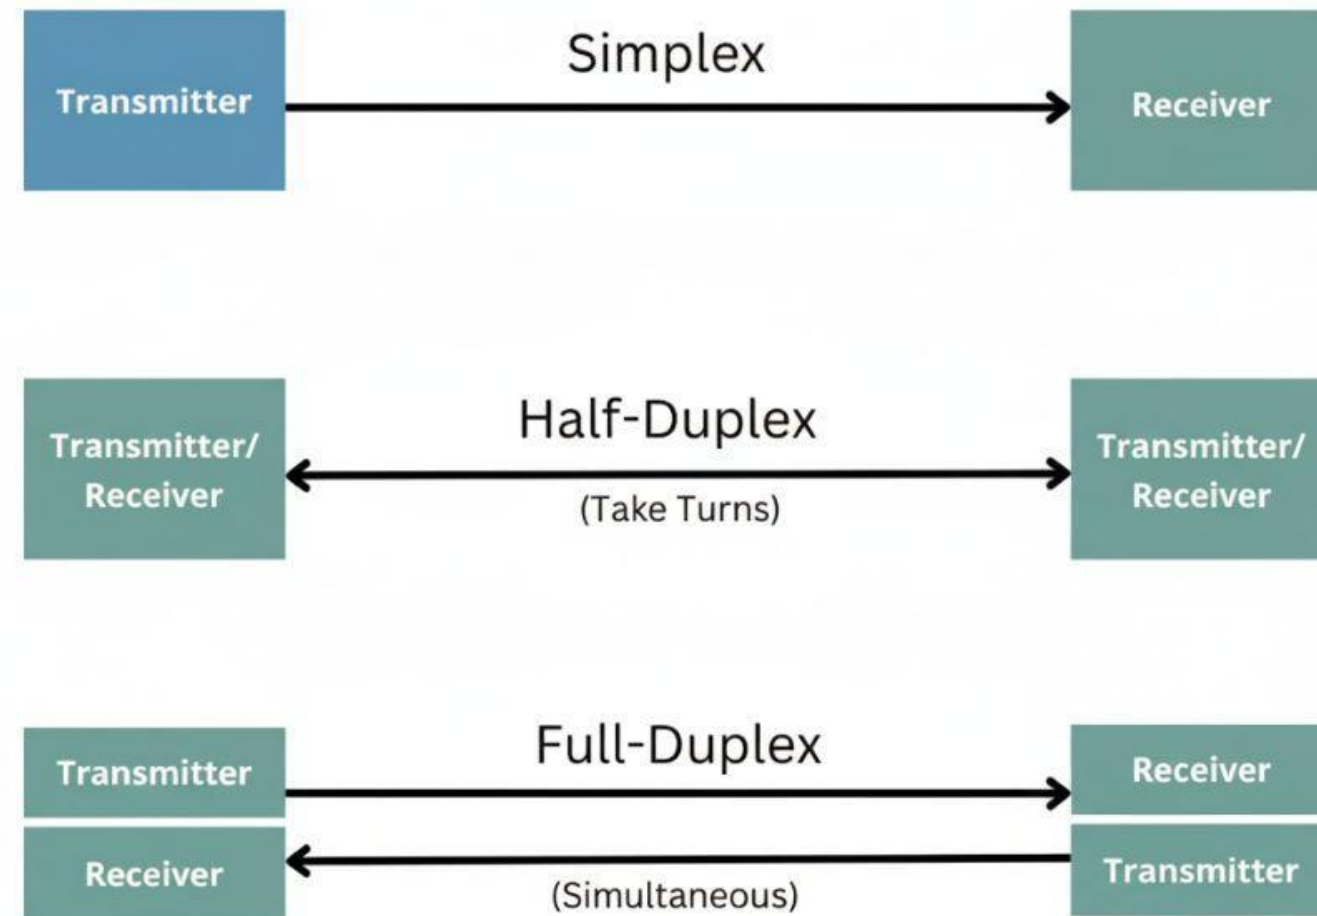 Simplex
Transmitter
Receiver
Half-Duplex
Transmitter/
Receiver
(Take Turns)
Transmitter/
Receiver
Full-Duplex
Transmitter
Receiver
Receiver
Transmitter
(Simultaneous)